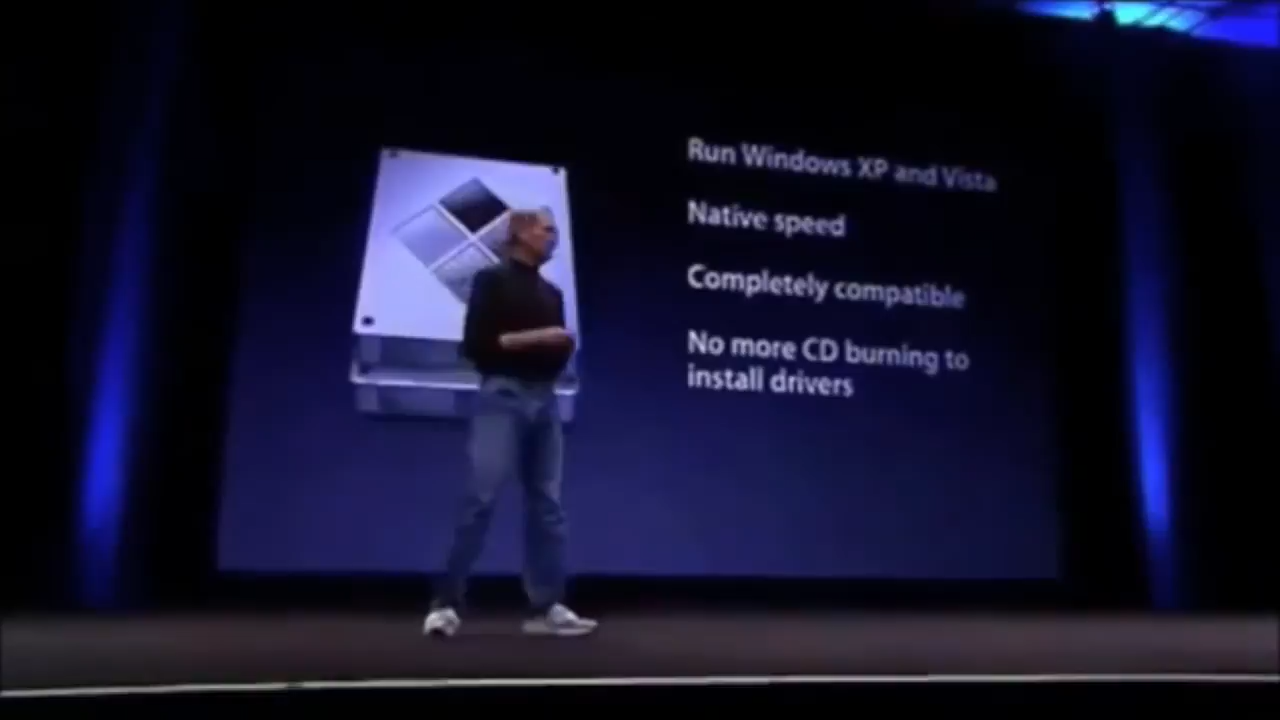 Run Windows XP and Vista
Native speed
Completely compatible
No more CD burning to
install drivers